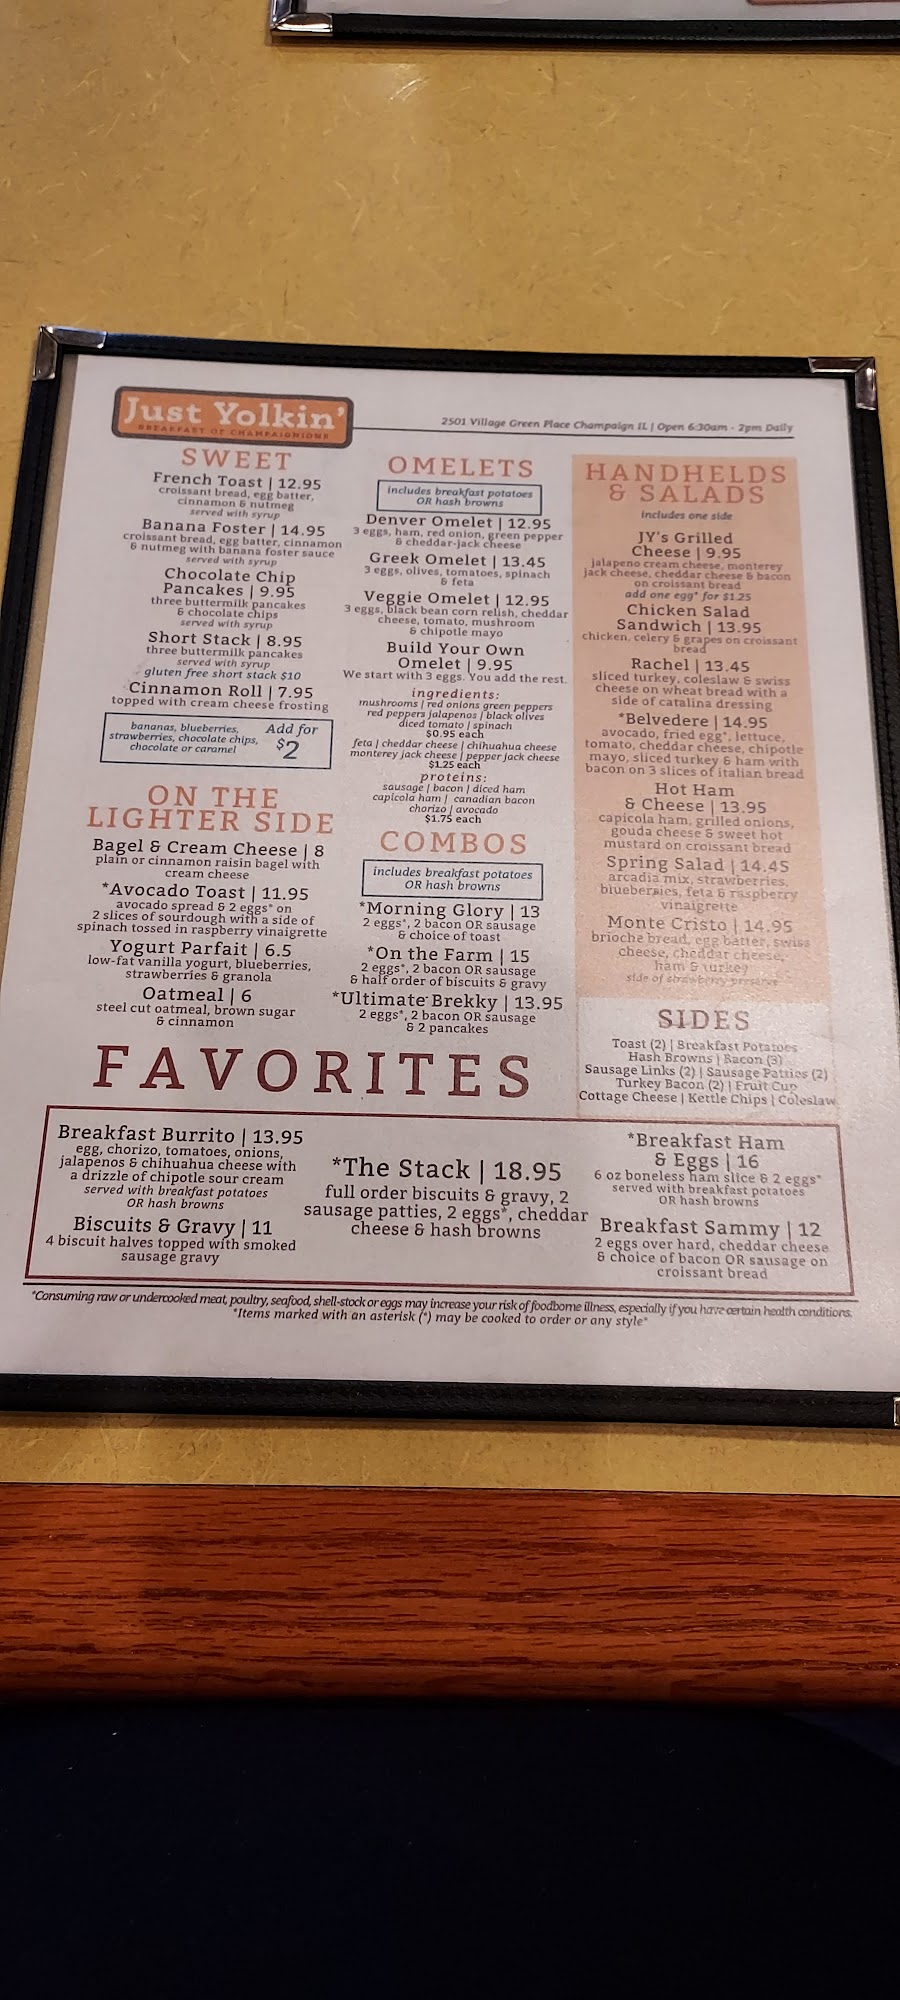 Just Yolkin'
BREAKFAST OF CHAMPAIGNIONS
2501 Village Green Place Champaign IL | Open 6:30am - 2pm Daily
SWEET
French Toast | 12.95
croissant bread, egg batter,
cinnamon & nutmeg
served with syrup
Banana Foster | 14.95
croissant bread, egg batter, cinnamon
& nutmeg with banana foster sauce
served with syrup
Chocolate Chip
Pancakes | 9.95
three buttermilk pancakes
& chocolate chips
served with syrup
Short Stack | 8.95
three buttermilk pancakes
served with syrup
gluten free short stack $10
Cinnamon Roll | 7.95
topped with cream cheese frosting
bananas, blueberries,
strawberries, chocolate chips,
chocolate or caramel
Add for
$2
ON THE
LIGHTER SIDE
Bagel & Cream Cheese | 8
plain or cinnamon raisin bagel with
cream cheese
*Avocado Toast | 11.95
avocado spread & 2 eggs* on
2 slices of sourdough with a side of
spinach tossed in raspberry vinaigrette
Yogurt Parfait | 6.5
low-fat vanilla yogurt, blueberries,
strawberries & granola
Oatmeal | 6
steel cut oatmeal, brown sugar
& cinnamon
OMELETS
includes breakfast potatoes
OR hash browns
Denver Omelet | 12.95
3 eggs, ham, red onion, green pepper
& cheddar-jack cheese
Greek Omelet | 13.45
3 eggs, olives, tomatoes, spinach
& feta
Veggie Omelet | 12.95
3 eggs, black bean corn relish, cheddar
cheese, tomato, mushroom
& chipotle mayo
Build Your Own
Omelet | 9.95
We start with 3 eggs. You add the rest.
ingredients:
mushrooms | red onions green peppers
red peppers jalapenos | black olives
diced tomato | spinach
$0.95 each
feta | cheddar cheese | chihuahua cheese
monterey jack cheese | pepper jack cheese
$1.25 each
proteins:
sausage | bacon | diced ham
capicola ham | canadian bacon
chorizo | avocado
$1.75 each
COMBOS
includes breakfast potatoes
OR hash browns
*Morning Glory | 13
2 eggs*, 2 bacon OR sausage
& choice of toast
*On the Farm | 15
2 eggs*, 2 bacon OR sausage
& half order of biscuits & gravy
*Ultimate Brekky | 13.95
2 eggs*, 2 bacon OR sausage
& 2 pancakes
HANDHELDS
& SALADS
includes one side
JY's Grilled
Cheese | 9.95
jalapeno cream cheese, monterey
jack cheese, cheddar cheese & bacon
on croissant bread
add one egg* for $1.25
Chicken Salad
Sandwich | 13.95
chicken, celery & grapes on croissant
bread
Rachel | 13.45
sliced turkey, coleslaw & swiss
cheese on wheat bread with a
side of catalina dressing
*Belvedere | 14.95
avocado, fried egg*, lettuce,
tomato, cheddar cheese, chipotle
mayo, sliced turkey & ham with
bacon on 3 slices of italian bread
Hot Ham
& Cheese | 13.95
capicola ham, grilled onions,
gouda cheese & sweet hot
mustard on croissant bread
Spring Salad | 14.45
arcadia mix, strawberries,
blueberries, feta & raspberry
vinaigrette
Monte Cristo | 14.95
brioche bread, egg batter, swiss
cheese, cheddar cheese,
ham & turkey
side of strawberry preserve
SIDES
Toast (2) | Breakfast Potatoes
Hash Browns | Bacon (3)
Sausage Links (2) | Sausage Patties (2)
Turkey Bacon (2) | Fruit Cup
Cottage Cheese | Kettle Chips | Coleslaw
FAVORITES
Breakfast Burrito | 13.95
egg, chorizo, tomatoes, onions,
jalapenos & chihuahua cheese with
a drizzle of chipotle sour cream
served with breakfast potatoes
OR hash browns
Biscuits & Gravy | 11
4 biscuit halves topped with smoked
sausage gravy
*The Stack | 18.95
full order biscuits & gravy, 2
sausage patties, 2 eggs*, cheddar
cheese & hash browns
*Breakfast Ham
& Eggs | 16
6 oz boneless ham slice & 2 eggs*
served with breakfast potatoes
OR hash browns
Breakfast Sammy | 12
2 eggs over hard, cheddar cheese
& choice of bacon OR sausage on
croissant bread
*Consuming raw or undercooked meat, poultry, seafood, shell-stock or eggs may increase your risk of foodborne illness, especially if you have certain health conditions.
*Items marked with an asterisk (*) may be cooked to order or any style*